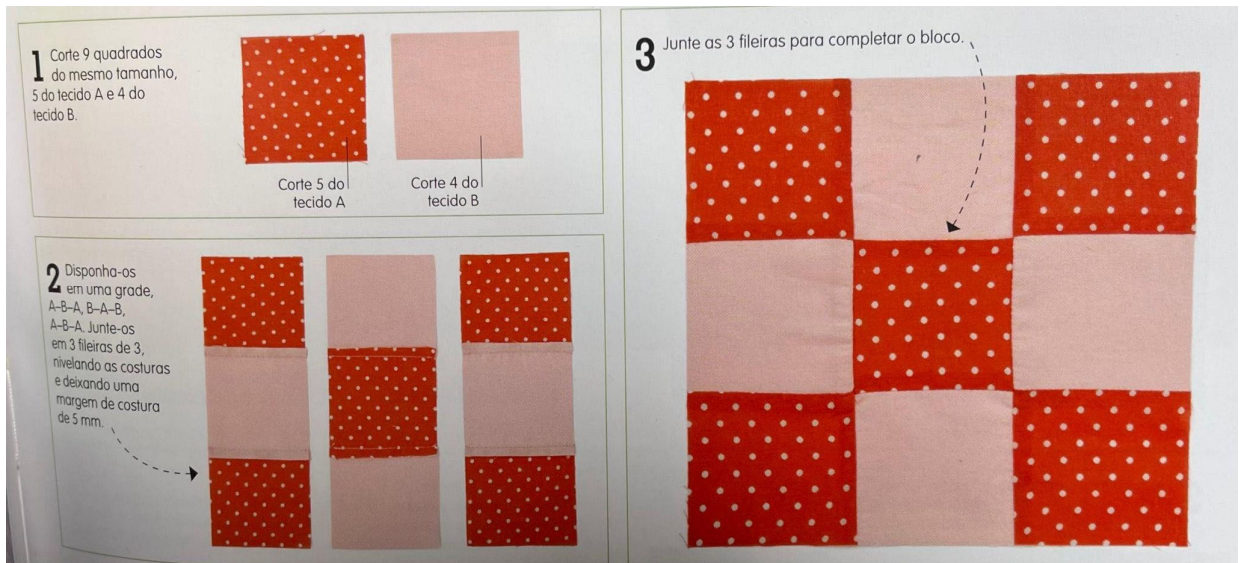 1 Corte 9 quadrados
do mesmo tamanho,
5 do tecido A e 4 do
tecido B.
Corte 5 do
tecido A
Corte 4 do
tecido B
2 Disponha-os
em uma grade,
A–B–A, B–A–B,
A–B–A. Junte-os
em 3 fileiras de 3,
nivelando as costuras
e deixando uma
margem de costura
de 5 mm.
3 Junte as 3 fileiras para completar o bloco.